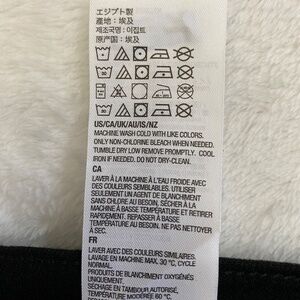 エジプト製
原産國：埃及
제조국명：이집트
原产国：埃及
US/CA/UK/AU/IS/NZ
MACHINE WASH COLD WITH LIKE COLORS.
ONLY NON-CHLORINE BLEACH WHEN NEEDED.
TUMBLE DRY LOW REMOVE PROMPTLY. COOL
IRON IF NEEDED. DO NOT DRY-CLEAN.
CA
LAVER À LA MACHINE À L'EAU FROIDE AVEC
DES COULEURS SEMBLABLES. UTILISER
SEULEMENT UN AGENT DE BLANCHIMENT
SANS CHLORE AU BESOIN. SÉCHER À LA
MACHINE À BASSE TEMPÉRATURE ET RETIRER
RAPIDEMENT. REPASSER À BASSE
TEMPÉRATURE AU BESOIN. NE PAS NETTOYER
À SEC.
FR
LAVER AVEC DES COULEURS SIMILAIRES.
LAVAGE EN MACHINE MAX. 30 °C, CYCLE
NORMAL.
PRODUITS DE BLANCHIMENT OXYGÉNÉS
UNIQUEMENT.
SÉCHAGE EN TAMBOUR AUTORISÉ,
TEMPÉRATURE MODÉRÉE 60 °C.